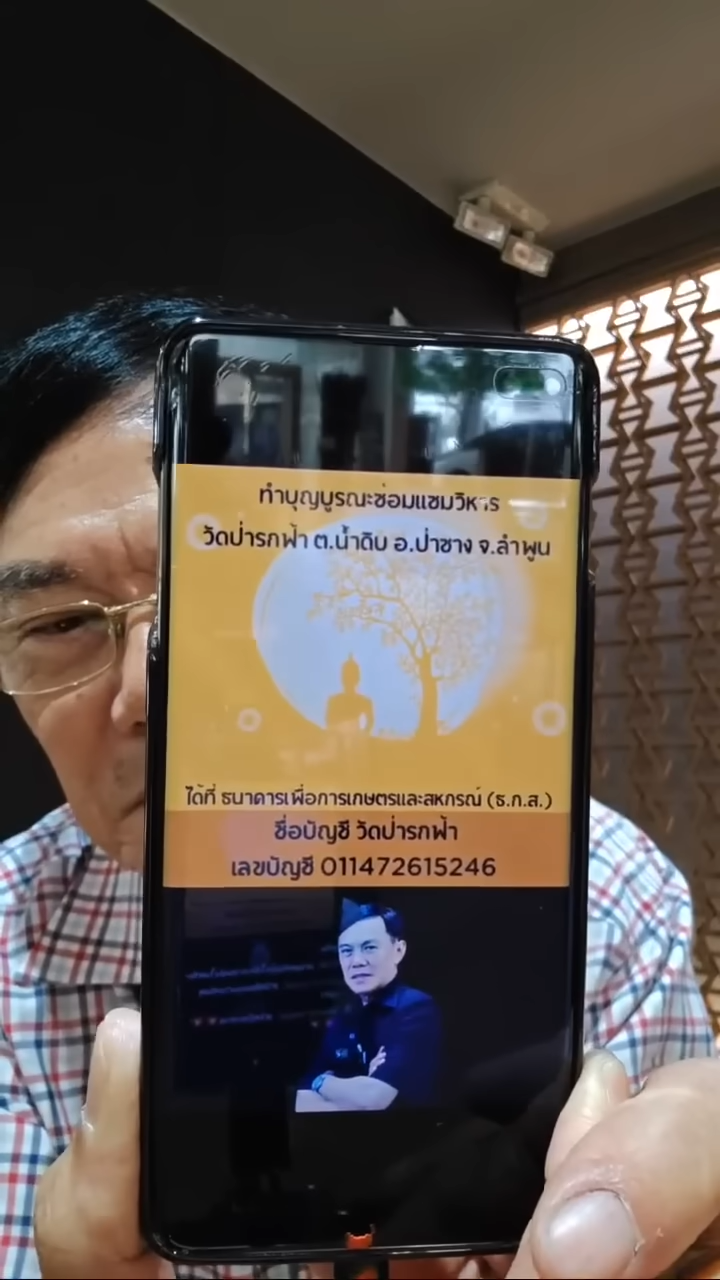 ทำบุญบูรณะซ่อมแซมวิหาร
วัดป่ารกฟ้า ต.น้ำดิบ อ.ป่าซาง จ.ลำพูน
ได้ที่ ธนาคารเพื่อการเกษตรและสหกรณ์ (ธ.ก.ส.)
ชื่อบัญชี วัดป่ารกฟ้า
เลขบัญชี 011472615246